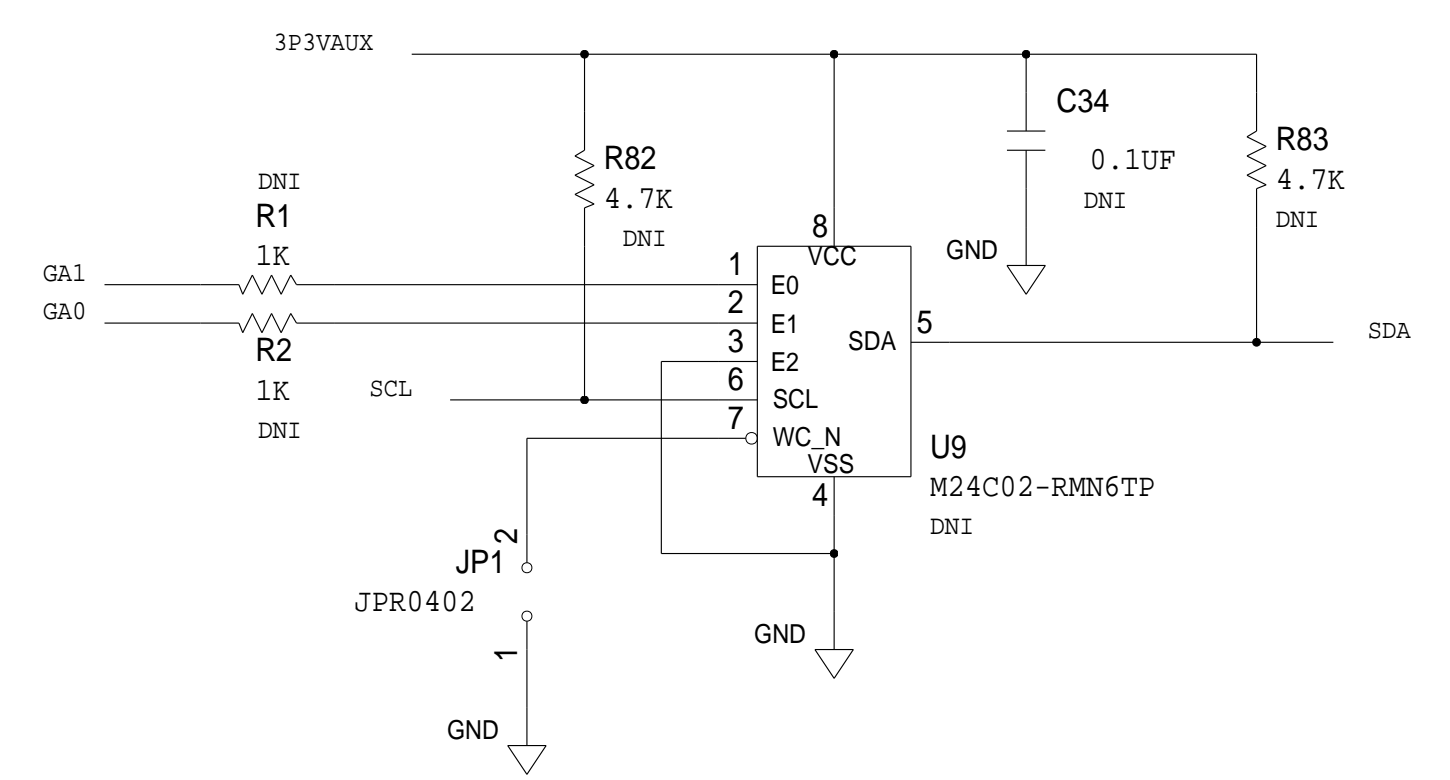 3P3VAUX
C34
0.1UF
DNI
R83
4.7K
DNI
R82
4.7K
DNI
DNI
R1
1K
GA1
GA0
R2
1K
DNI
SCL
GND
8
VCC
1
E0
2
E1
3
E2
6
SCL
7
WC_N
VSS
4
SDA
5
SDA
U9
M24C02-RMN6TP
DNI
2
JP1
JPR0402
1
GND
GND